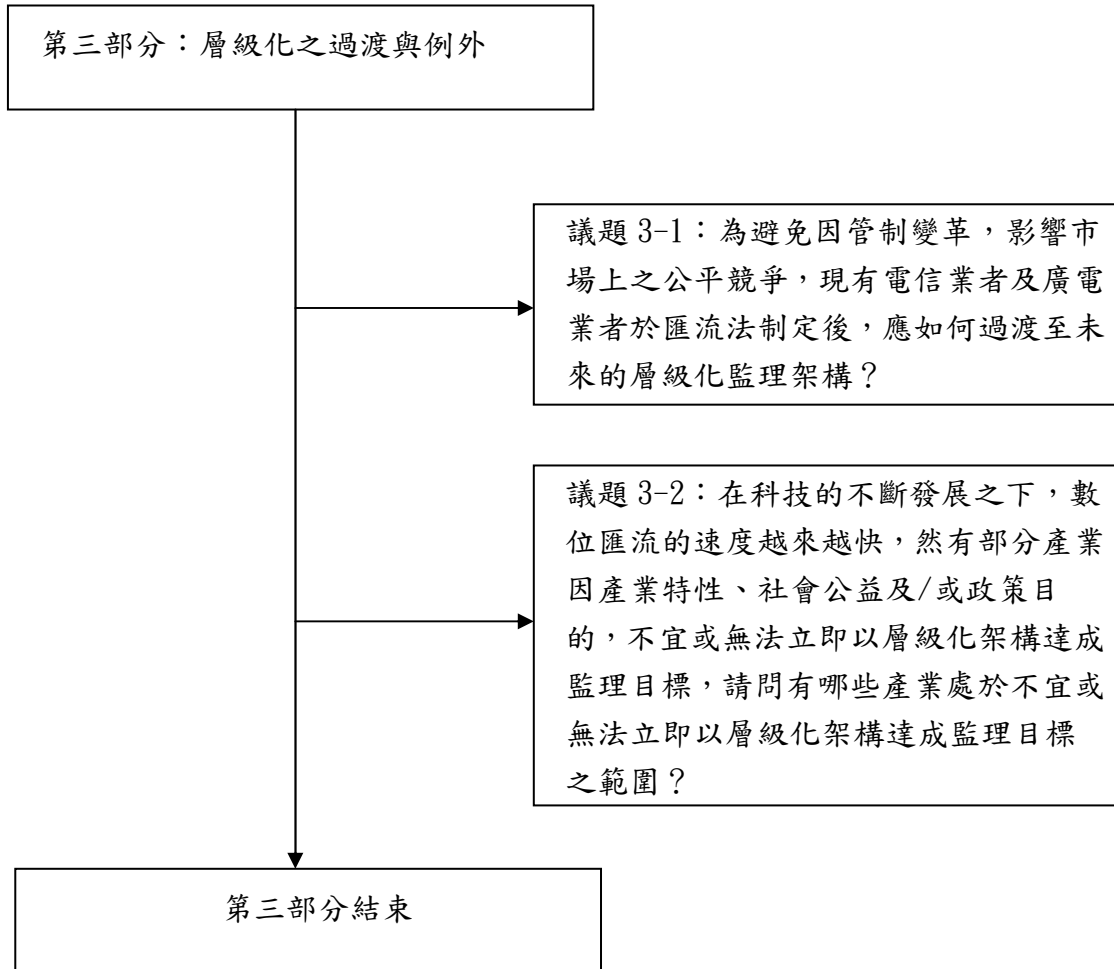 第三部分：層級化之過渡與例外
議題 3-1：為避免因管制變革，影響市
場上之公平競爭，現有電信業者及廣電
業者於匯流法制定後，應如何過渡至未
來的層級化監理架構？
議題 3-2：在科技的不斷發展之下，數
位匯流的速度越來越快，然有部分產業
因產業特性、社會公益及/或政策目
的，不宜或無法立即以層級化架構達成
監理目標，請問有哪些產業處於不宜或
無法立即以層級化架構達成監理目標
之範圍？
第三部分結束